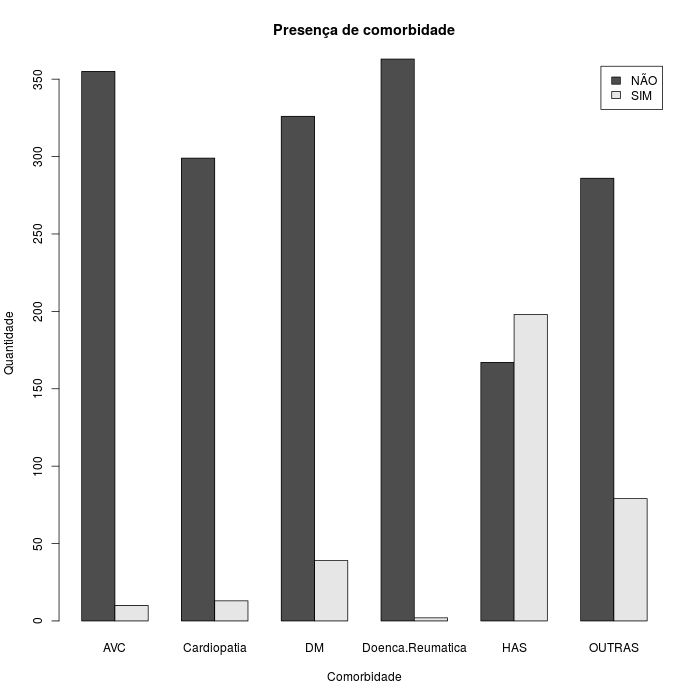 Presença de comorbidade
NÃO
SIM
Quantidade
350
300
250
200
150
100
50
0
AVC Cardiopatia DM Doenca.Reumatica HAS OUTRAS
Comorbidade